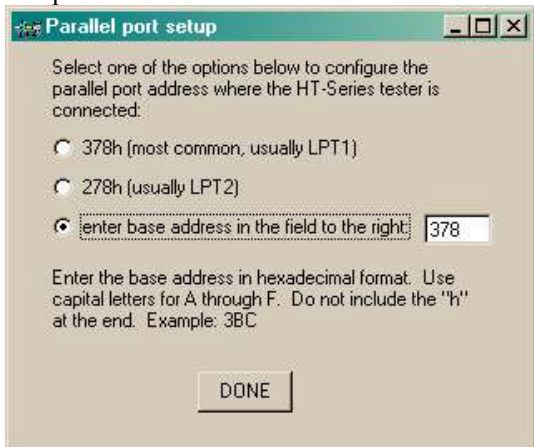 Parallel port setup
Select one of the options below to configure the
parallel port address where the HT-Series tester is
connected:
378h (most common, usually LPT1)
278h (usually LPT2)
enter base address in the field to the right: 378
Enter the base address in hexadecimal format. Use
capital letters for A through F. Do not include the "h"
at the end. Example: 3BC
DONE